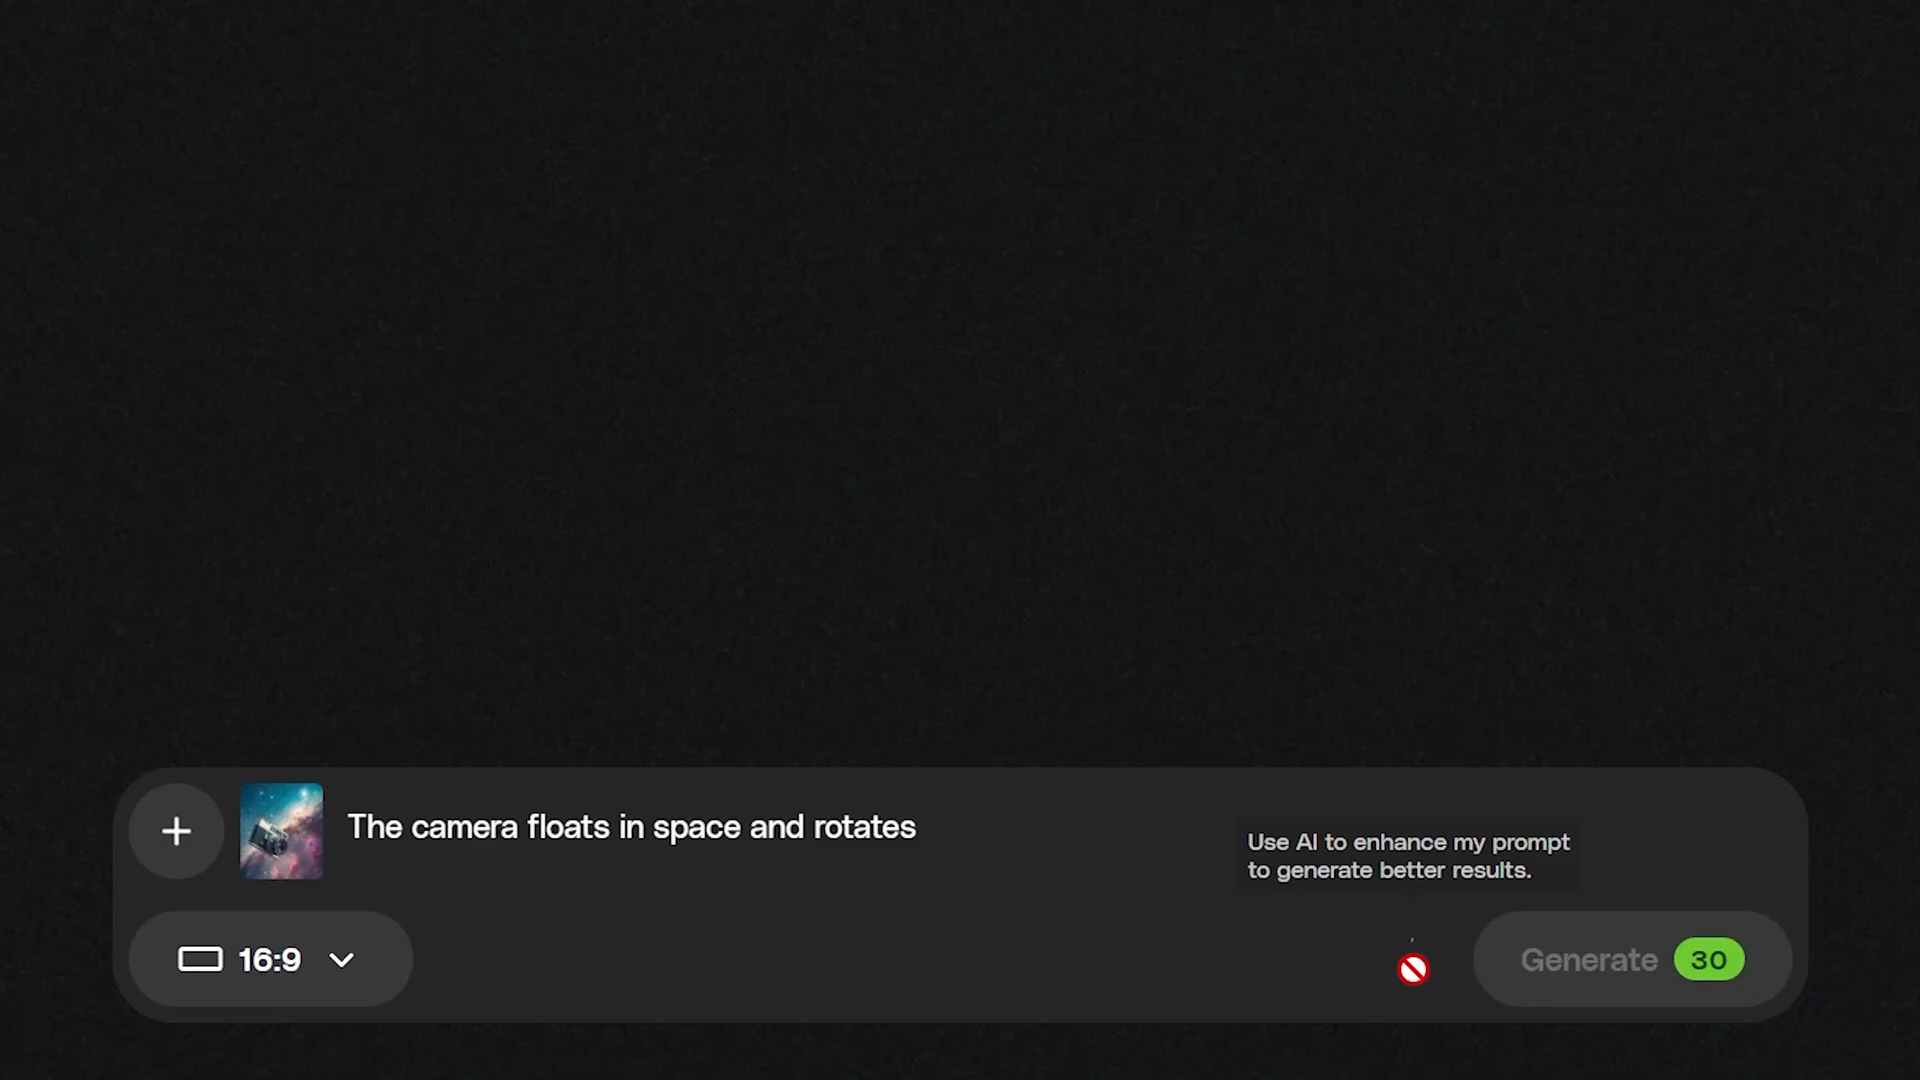 The camera floats in space and rotates
Use AI to enhance my prompt
to generate better results.
16:9
Generate 30